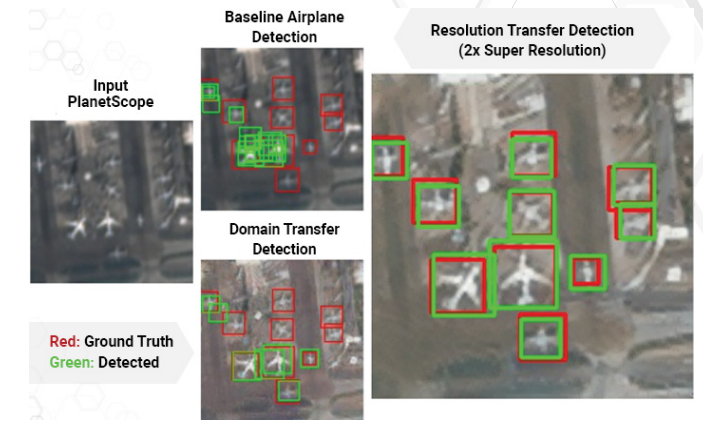 Input
PlanetScope
Baseline Airplane
Detection
Domain Transfer
Detection
Resolution Transfer Detection
(2x Super Resolution)
Red: Ground Truth
Green: Detected